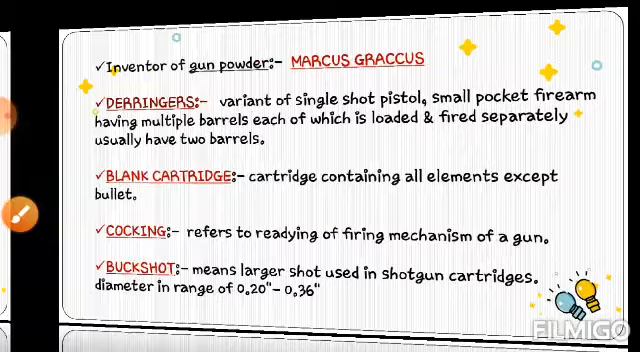 ✓Inventor of gun powder:- MARCUS GRACCUS
✓DERRINGERS:- variant of single shot pistol, small pocket firearm
having multiple barrels each of which is loaded & fired separately
usually have two barrels.
✓BLANK CARTRIDGE:- cartridge containing all elements except
bullet.
✓COCKING:- refers to readying of firing mechanism of a gun.
✓BUCKSHOT:- means larger shot used in shotgun cartridges.
diameter in range of 0.20"- 0.36"
FILMIGO